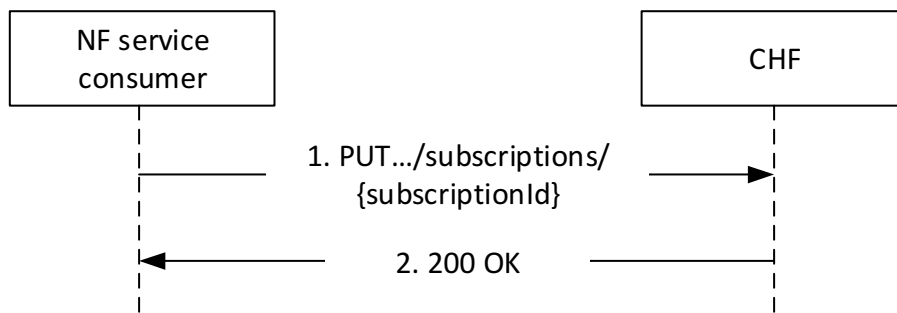 NF service
consumer
CHF
1. PUT.../subscriptions/
{subscriptionId}
2. 200 OK